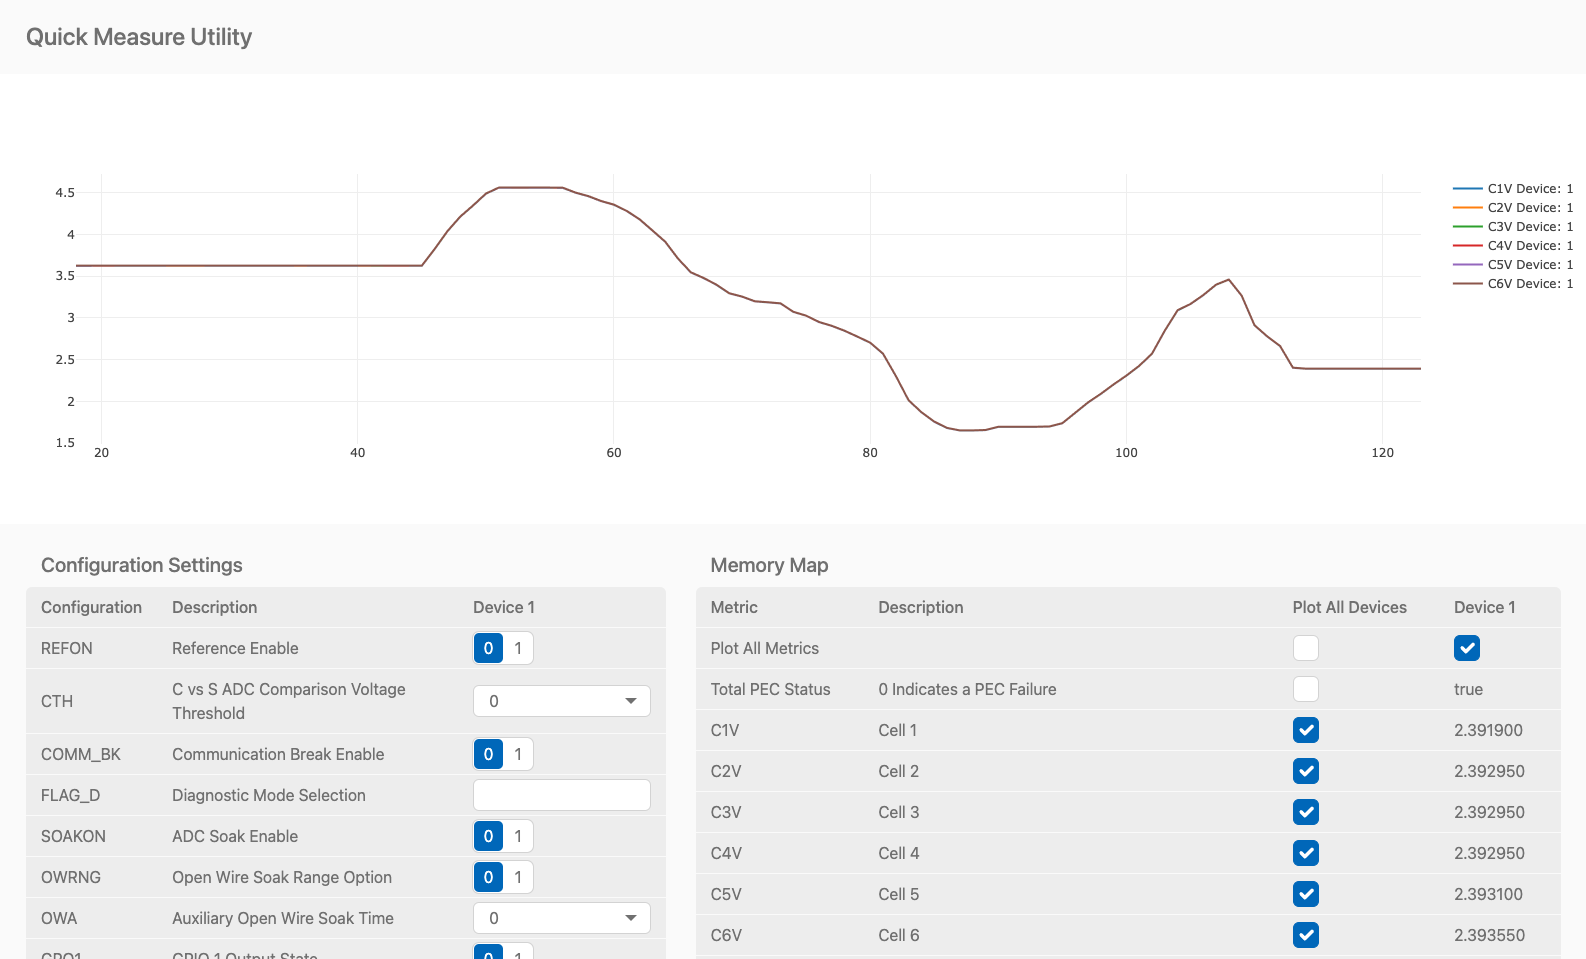 Quick Measure Utility
4.5
4
3.5
3
2.5
2
1.5
20 40 60 80 100 120
C1V Device: 1
C2V Device: 1
C3V Device: 1
C4V Device: 1
C5V Device: 1
C6V Device: 1
Configuration Settings
Configuration Description Device 1
REFON Reference Enable 0 1
CTH C vs S ADC Comparison Voltage Threshold 0
COMM_BK Communication Break Enable 0 1
FLAG_D Diagnostic Mode Selection
SOAKON ADC Soak Enable 0 1
OWRNG Open Wire Soak Range Option 0 1
OWA Auxiliary Open Wire Soak Time 0
GPO1 GPIO 1 Output State 0 1
Memory Map
Metric Description Plot All Devices Device 1
Plot All Metrics
Total PEC Status 0 Indicates a PEC Failure true
C1V Cell 1 2.391900
C2V Cell 2 2.392950
C3V Cell 3 2.392950
C4V Cell 4 2.392950
C5V Cell 5 2.393100
C6V Cell 6 2.393550